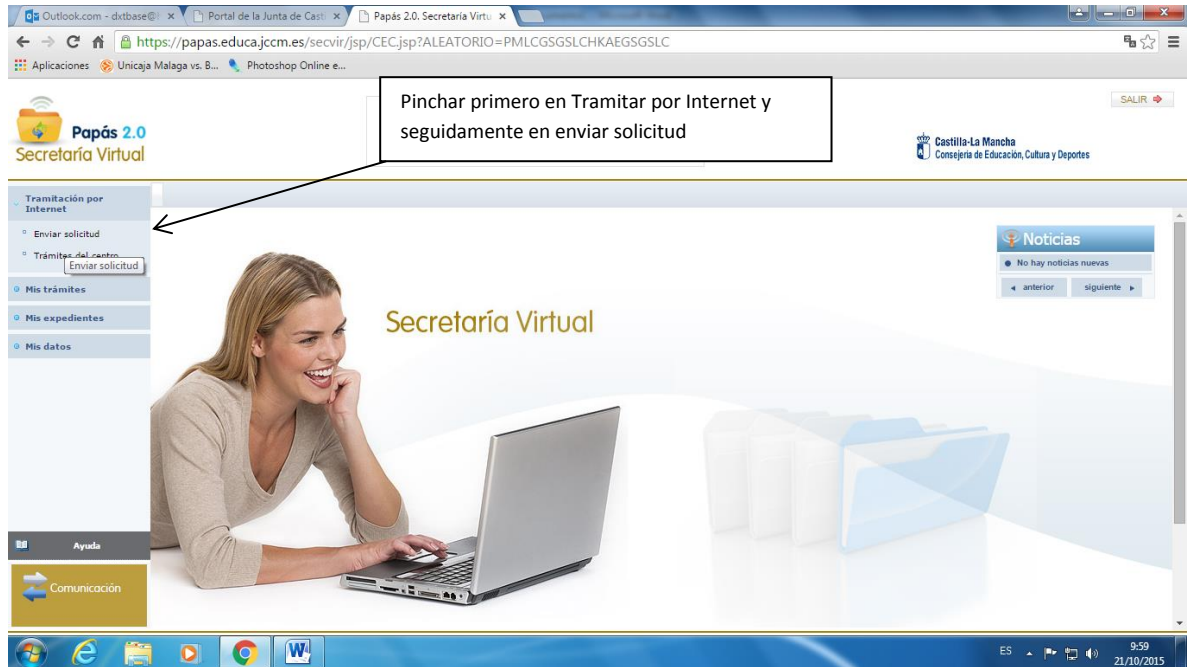 Outlook.com - dxtbase@
Portal de la Junta de Casti
Papás 2.0. Secretaría Virtu
https://papas.educa.jccm.es/secvir/jsp/CEC.jsp?ALEATORIO=PMLCGSGSLCHKAEGSGSLC
Aplicaciones
Unicaja Malaga vs. B...
Photoshop Online e...
Pinchar primero en Tramitar por Internet y
seguidamente en enviar solicitud
SALIR
Papás 2.0
Secretaría Virtual
Castilla-La Mancha
Consejería de Educación, Cultura y Deportes
Tramitación por
Internet
Enviar solicitud
Trámites del centro
Enviar solicitud
Mis trámites
Mis expedientes
Mis datos
Noticias
No hay noticias nuevas
anterior
siguiente
Secretaría Virtual
Ayuda
Comunicación
ES
9:59
21/10/2015